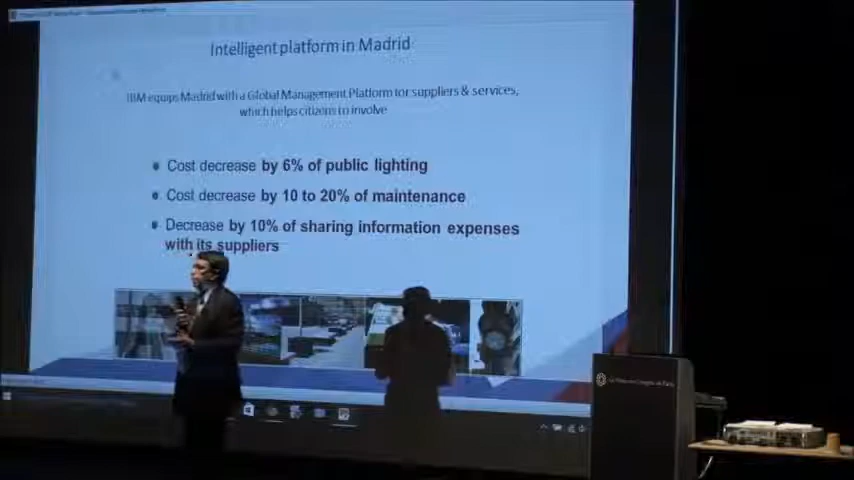 Intelligent platform in Madrid
IBM equips Madrid with a Global Management Platform for suppliers & services,
which helps citizens to involve
Cost decrease by 6% of public lighting
Cost decrease by 10 to 20% of maintenance
Decrease by 10% of sharing information expenses
with its suppliers